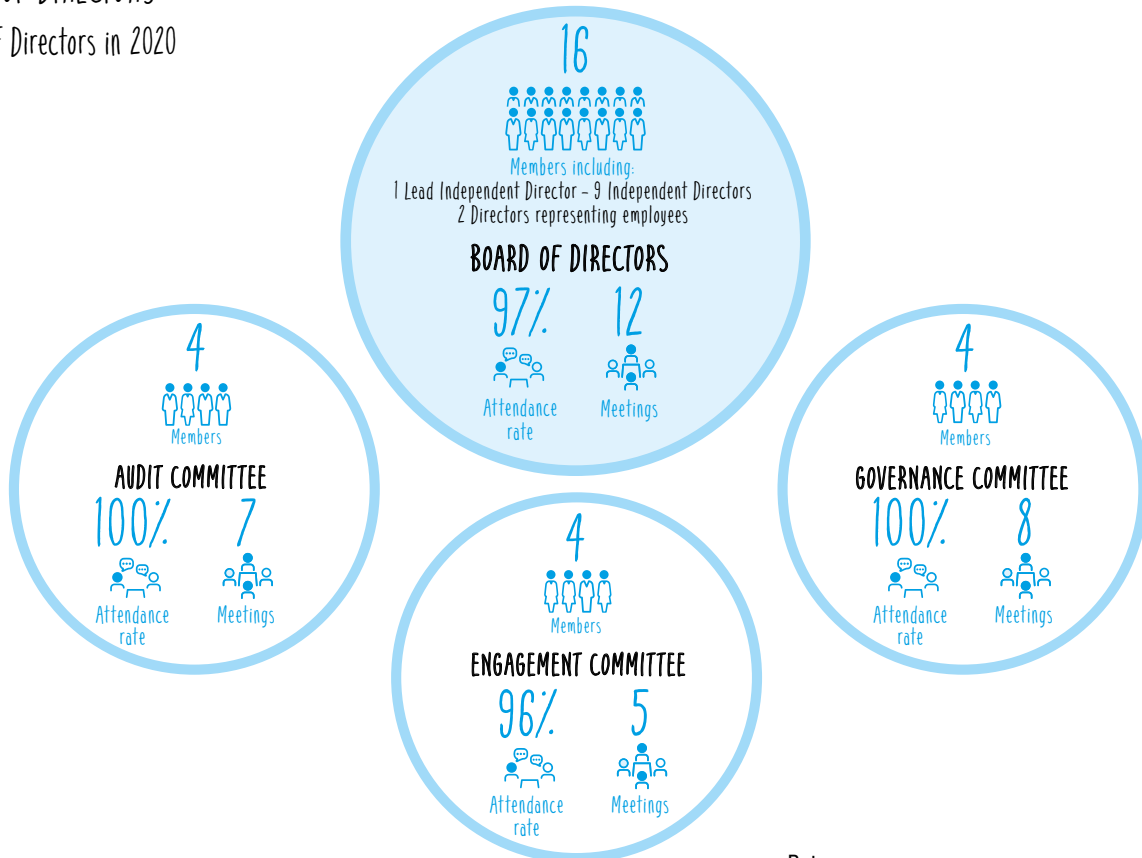 F Directors in 2020
16
Members including:
1 Lead Independent Director – 9 Independent Directors
2 Directors representing employees
BOARD OF DIRECTORS
97% 12
Attendance rate
Meetings
4
Members
AUDIT COMMITTEE
100% 7
Attendance rate
Meetings
4
Members
ENGAGEMENT COMMITTEE
96% 5
Attendance rate
Meetings
4
Members
GOVERNANCE COMMITTEE
100% 8
Attendance rate
Meetings